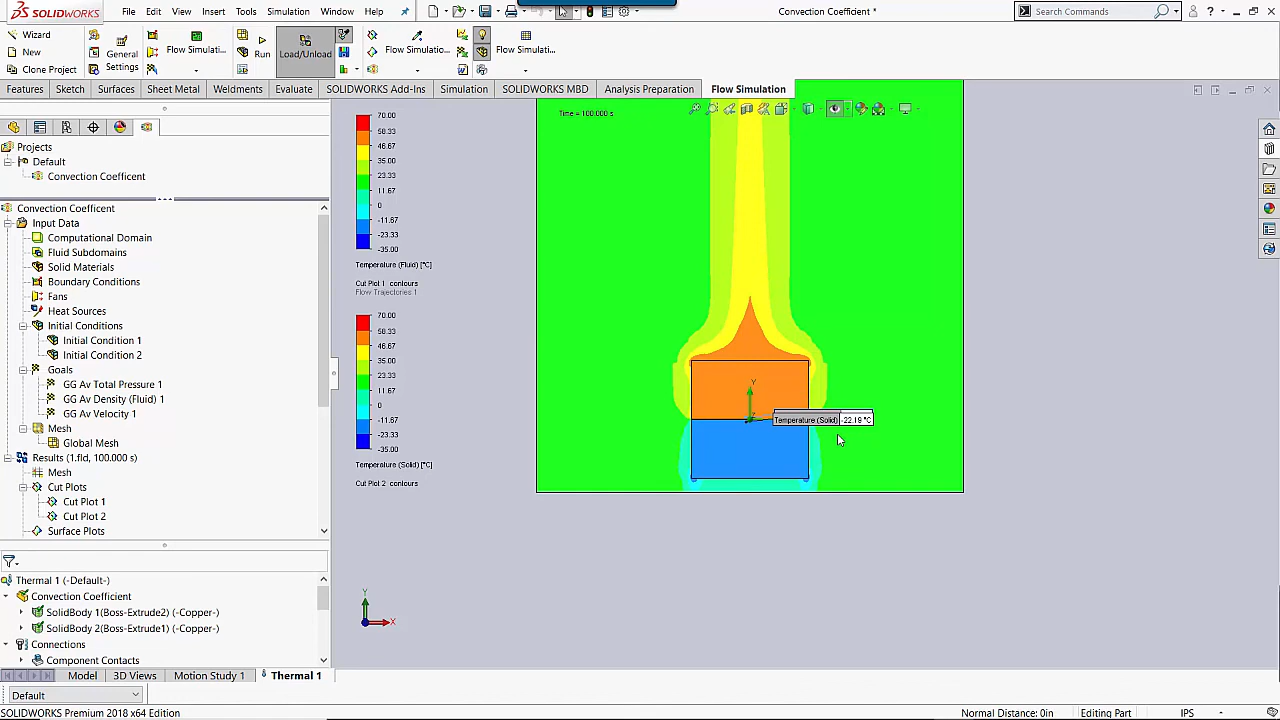 SOLIDWORKS File Edit View Insert Tools Simulation Window Help Convection Coefficient * Search Commands ?
Wizard
New
Clone Project
General Settings
Flow Simulati...
Run
Load/Unload
Flow Simulatio...
Flow Simulati...
Features Sketch Surfaces Sheet Metal Weldments Evaluate SOLIDWORKS Add-Ins Simulation SOLIDWORKS MBD Analysis Preparation Flow Simulation
Projects
Default
Convection Coefficent
Convection Coefficent
Input Data
Computational Domain
Fluid Subdomains
Solid Materials
Boundary Conditions
Fans
Heat Sources
Initial Conditions
Initial Condition 1
Initial Condition 2
Goals
GG Av Total Pressure 1
GG Av Density (Fluid) 1
GG Av Velocity 1
Mesh
Global Mesh
Results (1.fld, 100.000 s)
Mesh
Cut Plots
Cut Plot 1
Cut Plot 2
Surface Plots
Thermal 1 (-Default-)
Convection Coefficient
SolidBody 1(Boss-Extrude2) (-Copper-)
SolidBody 2(Boss-Extrude1) (-Copper-)
Connections
Component Contacts
70.00
58.33
46.67
35.00
23.33
11.67
0
-11.67
-23.33
-35.00
Temperature (Fluid) [°C]
Cut Plot 1 contours
Flow Trajectories 1
70.00
58.33
46.67
35.00
23.33
11.67
0
-11.67
-23.33
-35.00
Temperature (Solid) [°C]
Cut Plot 2 contours
Time = 100.000 s
Y
Temperature (Solid) -22.19 °C
Y
X
Model 3D Views Motion Study 1 Thermal 1
Default
SOLIDWORKS Premium 2018 x64 Edition Normal Distance: 0in Editing Part IPS